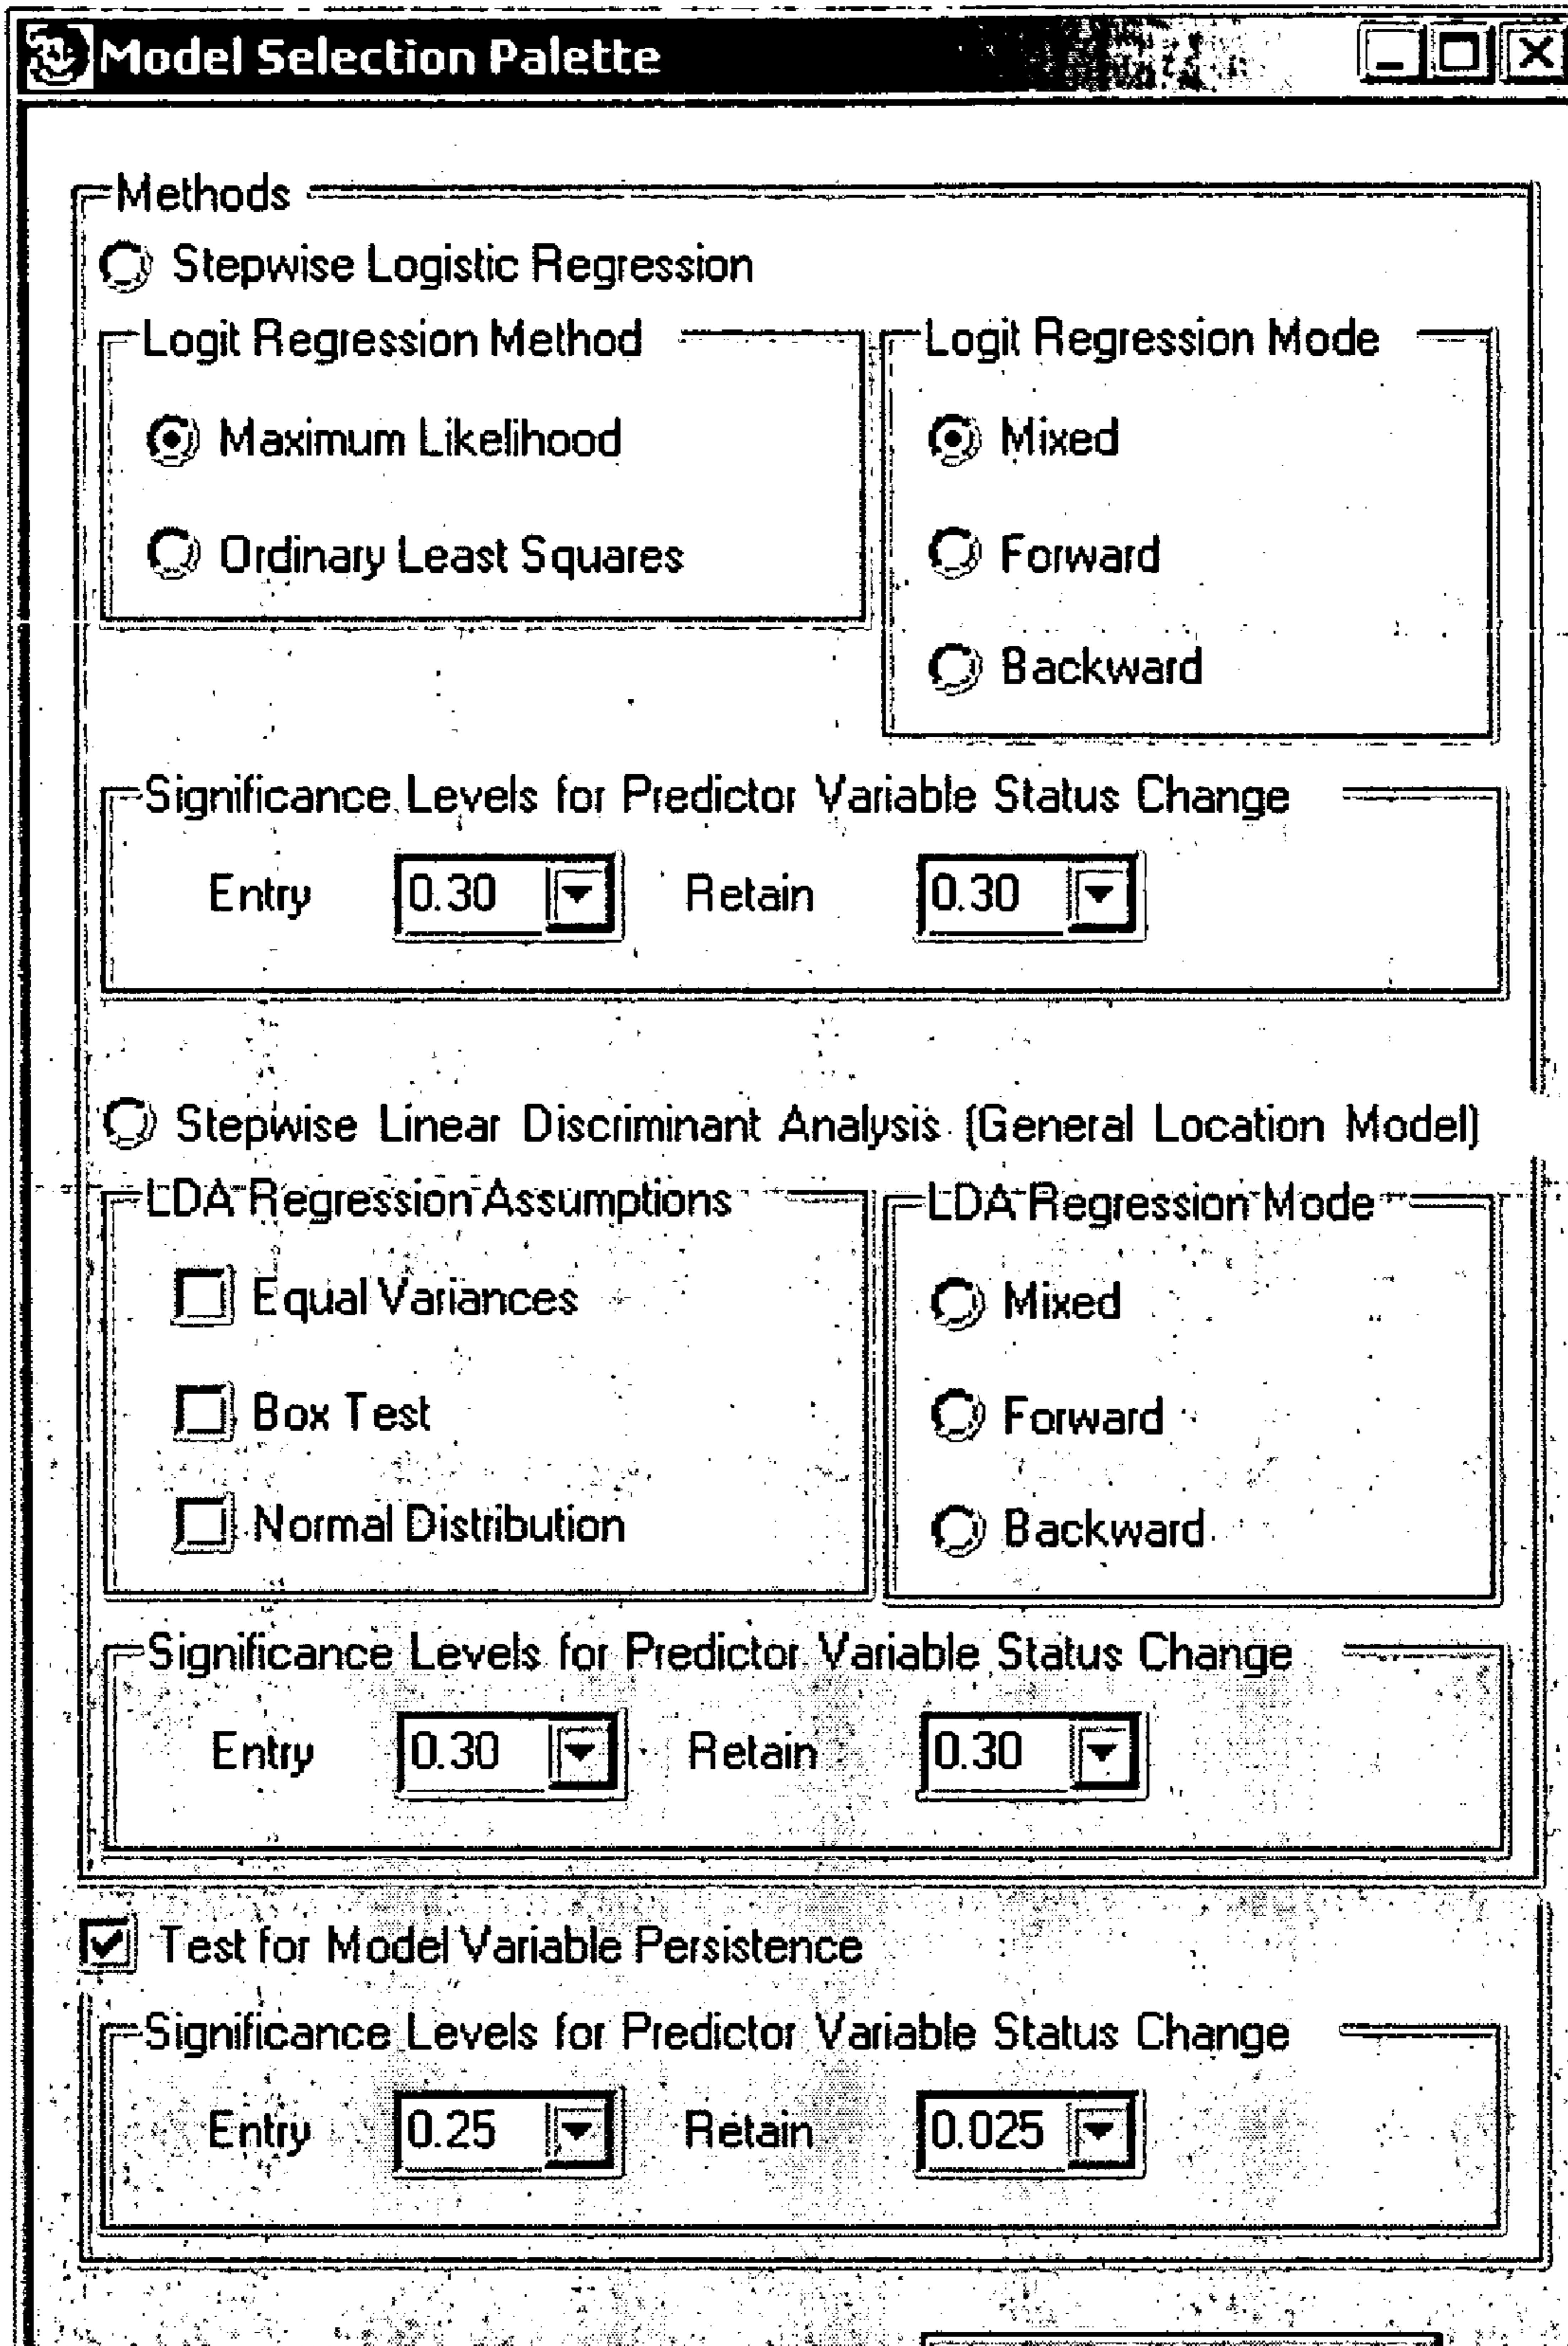 Model Selection Palette
Methods
Stepwise Logistic Regression
Logit Regression Method
Logit Regression Mode
Maximum Likelihood
Mixed
Ordinary Least Squares
Forward
Backward
Significance Levels for Predictor Variable Status Change
Entry 0.30 Retain 0.30
Stepwise Linear Discriminant Analysis (General Location Model)
LDA Regression Assumptions
LDA Regression Mode
Equal Variances
Mixed
Box Test
Forward
Normal Distribution
Backward
Significance Levels for Predictor Variable Status Change
Entry 0.30 Retain 0.30
Test for Model Variable Persistence
Significance Levels for Predictor Variable Status Change
Entry 0.25 Retain 0.025